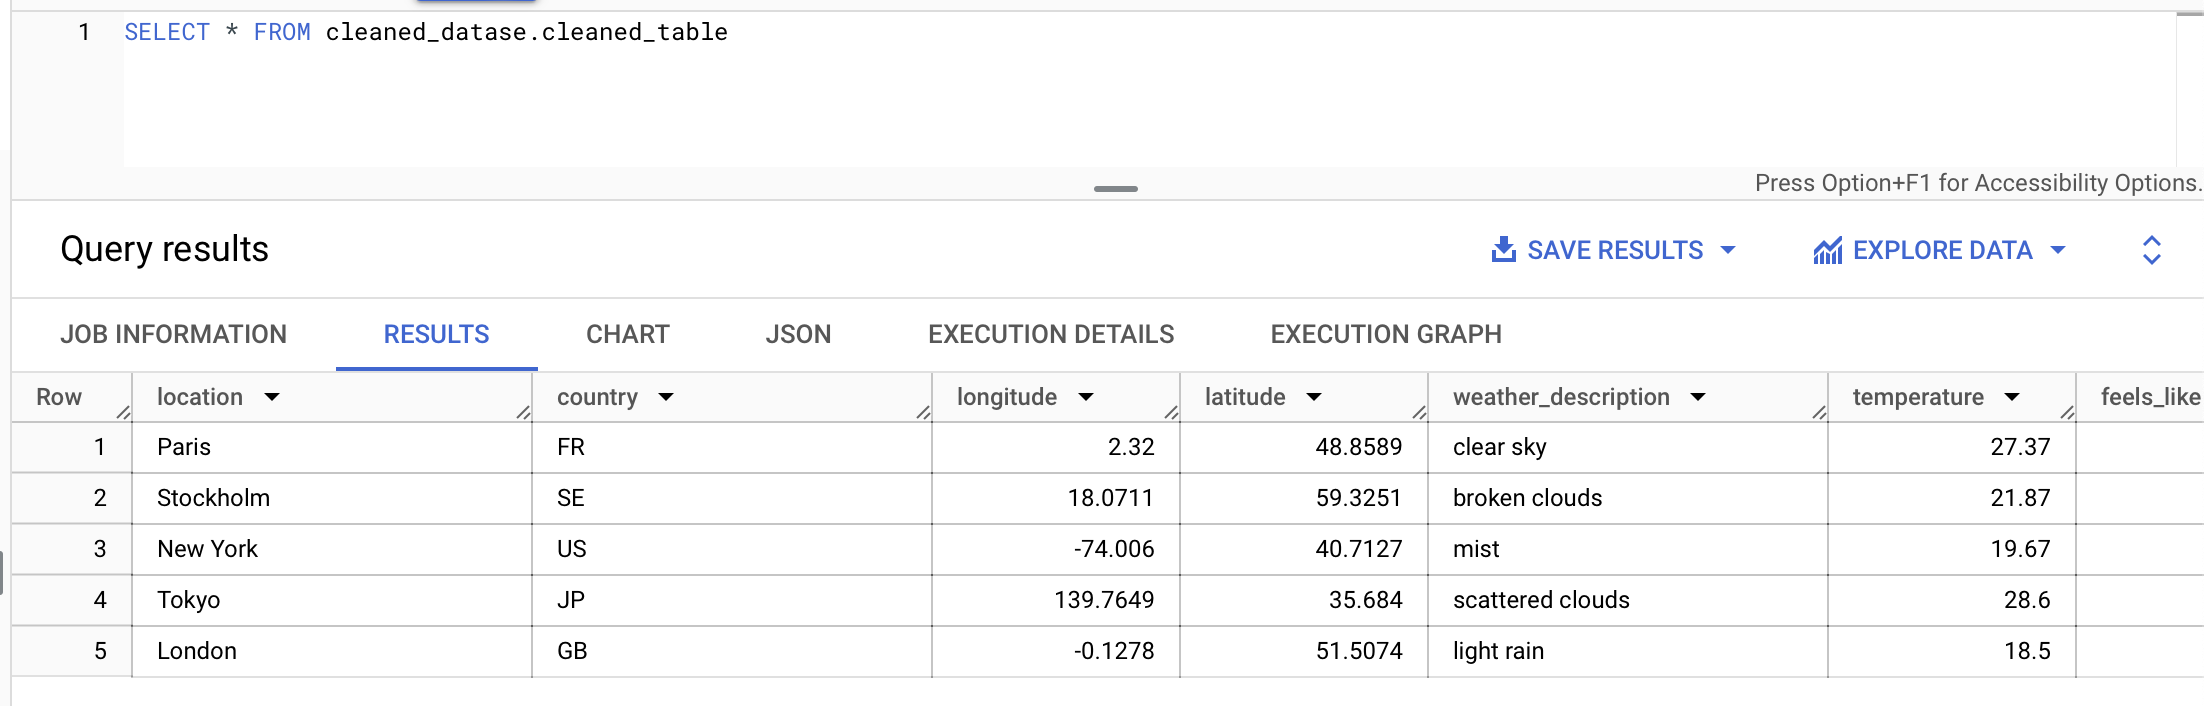 1 SELECT * FROM cleaned_datase.cleaned_table
Press Option+F1 for Accessibility Options.
Query results SAVE RESULTS EXPLORE DATA
JOB INFORMATION RESULTS CHART JSON EXECUTION DETAILS EXECUTION GRAPH
Row location country longitude latitude weather_description temperature feels_like
1 Paris FR 2.32 48.8589 clear sky 27.37
2 Stockholm SE 18.0711 59.3251 broken clouds 21.87
3 New York US -74.006 40.7127 mist 19.67
4 Tokyo JP 139.7649 35.684 scattered clouds 28.6
5 London GB -0.1278 51.5074 light rain 18.5